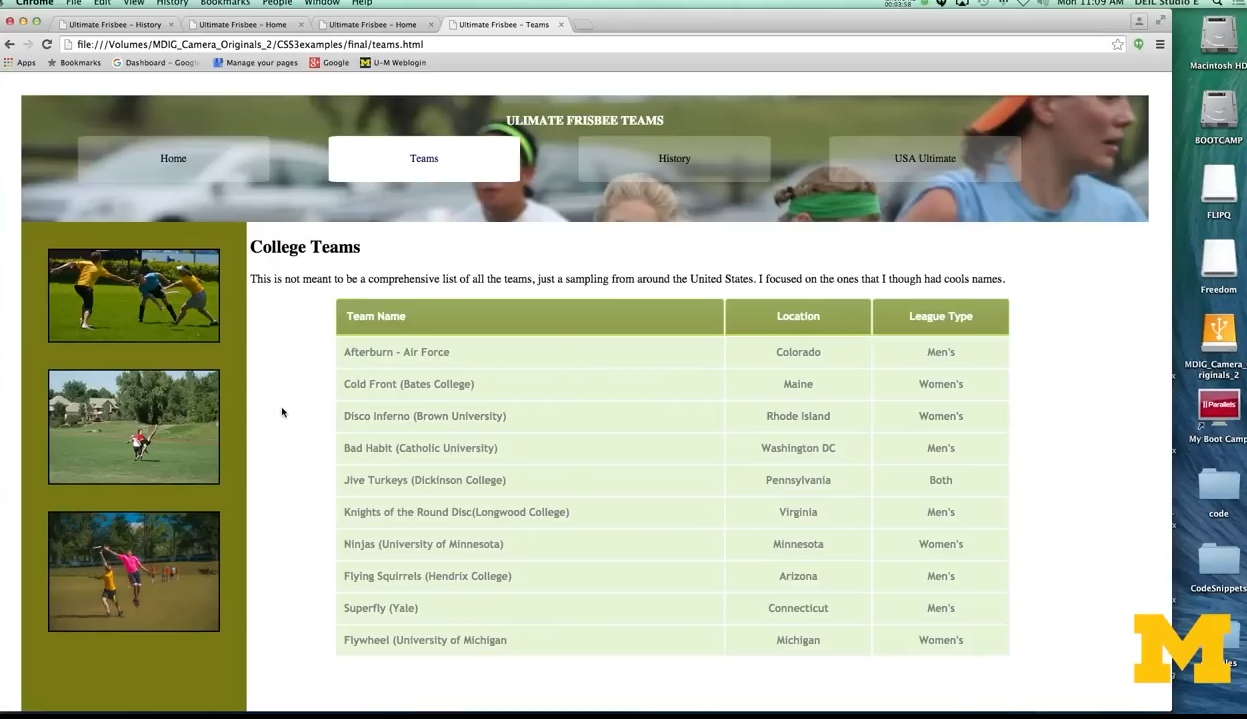 Chrome File Edit View History Bookmarks People Window Help
00:03:58 Mon 11:09 AM DEIL Studio E
Ultimate Frisbee - History
Ultimate Frisbee - Home
Ultimate Frisbee - Home
Ultimate Frisbee - Teams
file:///Volumes/MDIG_Camera_Originals_2/CSS3examples/final/teams.html
Apps Bookmarks Dashboard - Google Manage your pages Google U-M Weblogin
ULIMATE FRISBEE TEAMS
Home Teams History USA Ultimate
College Teams
This is not meant to be a comprehensive list of all the teams, just a sampling from around the United States. I focused on the ones that I though had cools names.
Team Name Location League Type
Afterburn - Air Force Colorado Men's
Cold Front (Bates College) Maine Women's
Disco Inferno (Brown University) Rhode Island Women's
Bad Habit (Catholic University) Washington DC Men's
Jive Turkeys (Dickinson College) Pennsylvania Both
Knights of the Round Disc(Longwood College) Virginia Men's
Ninjas (University of Minnesota) Minnesota Women's
Flying Squirrels (Hendrix College) Arizona Men's
Superfly (Yale) Connecticut Men's
Flywheel (University of Michigan Michigan Women's
Macintosh HD
BOOTCAMP
FLIPQ
Freedom
MDIG_Camera_
riginals_2
|| Parallels
My Boot Camp
code
CodeSnippets
M
les